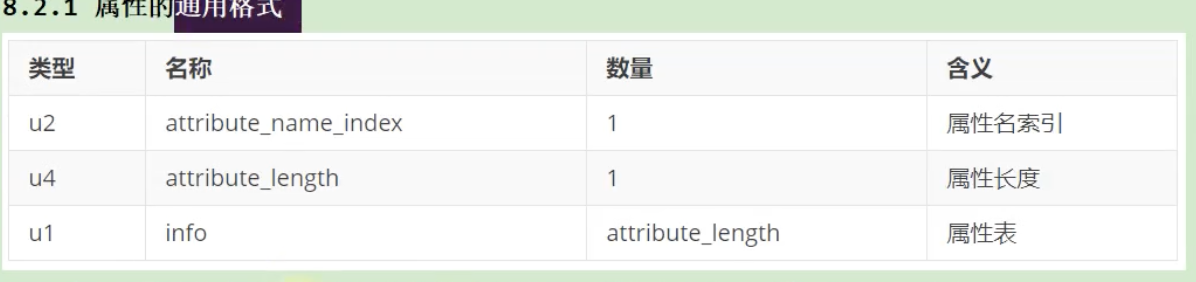 8.2.1 属性的通用格式
类型 名称 数量 含义
u2 attribute_name_index 1 属性名索引
u4 attribute_length 1 属性长度
u1 info attribute_length 属性表